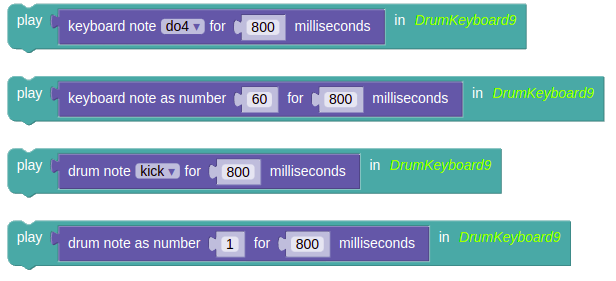 play keyboard note do4 ▾ for 800 milliseconds in DrumKeyboard9
play keyboard note as number 60 for 800 milliseconds in DrumKeyboard9
play drum note kick ▾ for 800 milliseconds in DrumKeyboard9
play drum note as number 1 for 800 milliseconds in DrumKeyboard9